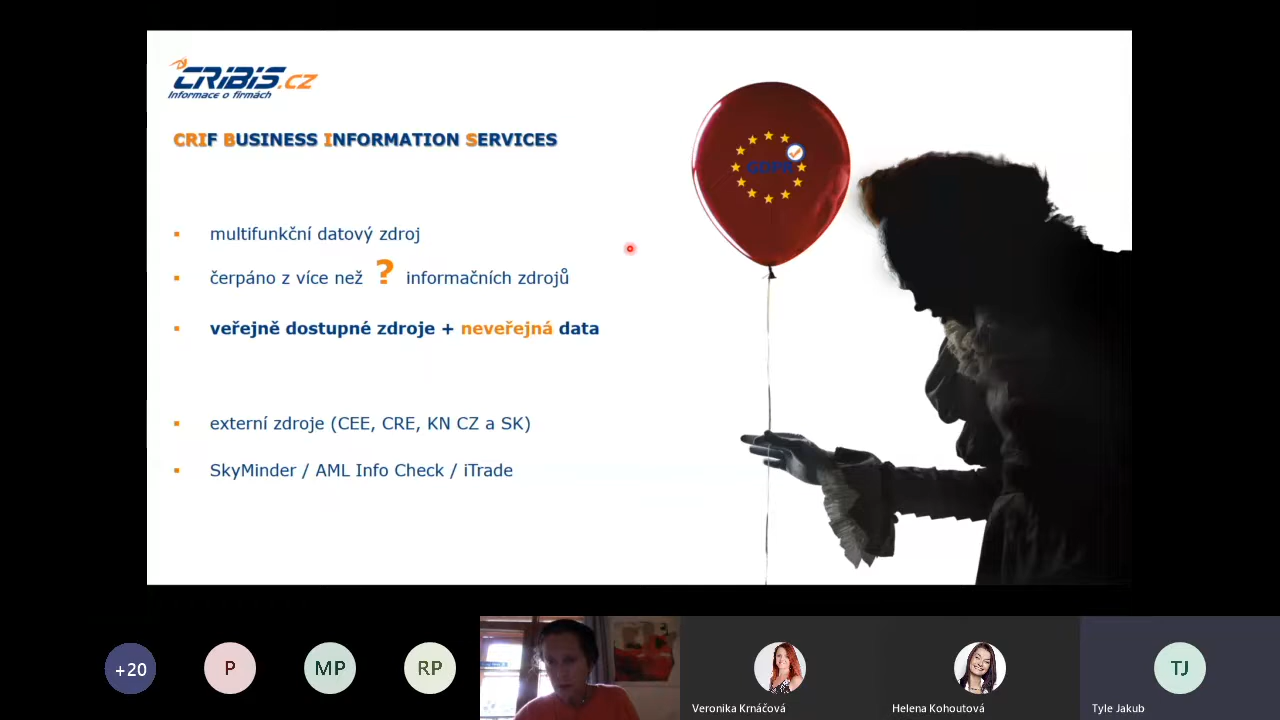 CRIBIS.CZ
Informace o firmách
CRIF BUSINESS INFORMATION SERVICES
GDPR
multifunkční datový zdroj
čerpáno z více než ? informačních zdrojů
veřejně dostupné zdroje + neveřejná data
externí zdroje (CEE, CRE, KN CZ a SK)
SkyMinder / AML Info Check / iTrade
+20
P
MP
RP
Veronika Krnáčová
Helena Kohoutová
TJ
Tyle Jakub